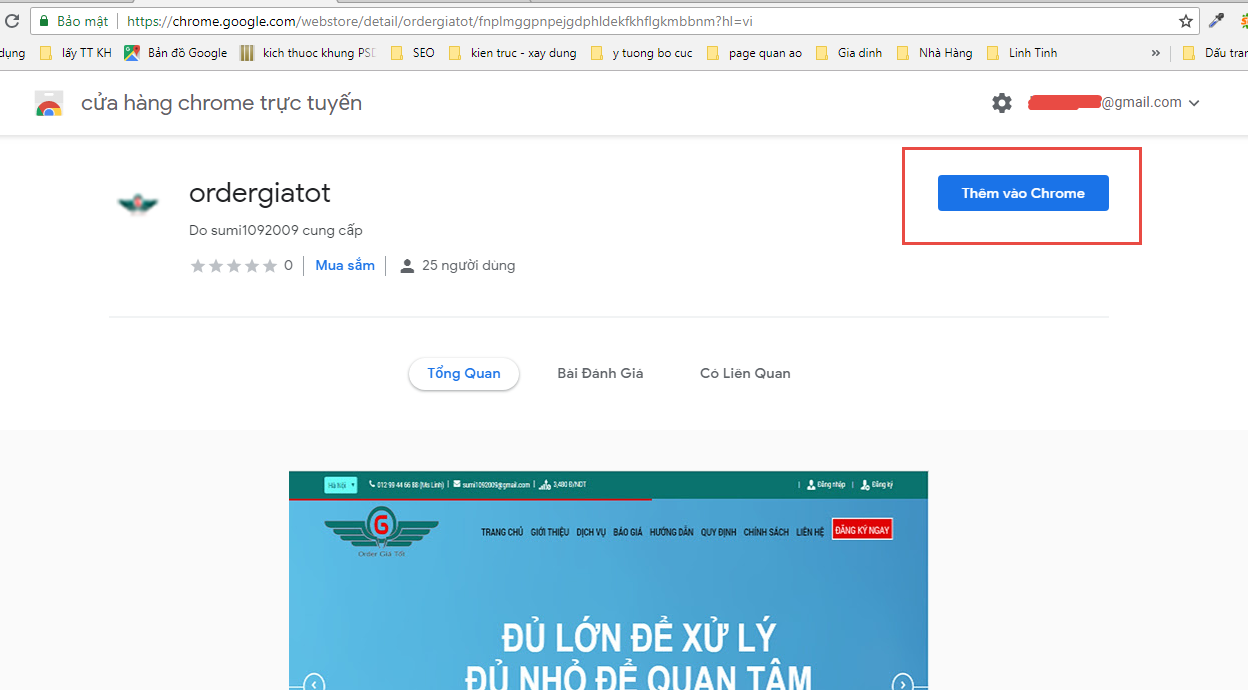 Bảo mật https://chrome.google.com/webstore/detail/ordergiatot/fnplmggpnpejgdphldekfkhflgkmbbnm?hl=vi
dụng lấy TT KH Bản đồ Google kich thuoc khung PSD SEO kien truc - xay dung y tuong bo cuc page quan ao Gia dinh Nhà Hàng Linh Tinh » Dấu tran
cửa hàng chrome trực tuyến @gmail.com
ordergiatot Thêm vào Chrome
Do sumi1092009 cung cấp
0 Mua sắm 25 người dùng
Tổng Quan Bài Đánh Giá Có Liên Quan
Hà Nội 012 99 44 66 88 (Ms Linh) | sumi1092009@gmail.com | 3,480 Đ/NDT | Đăng nhập | Đăng ký
G
Order Giá Tốt
TRANG CHỦ GIỚI THIỆU DỊCH VỤ BÁO GIÁ HƯỚNG DẪN QUY ĐỊNH CHÍNH SÁCH LIÊN HỆ ĐĂNG KÝ NGAY
ĐỦ LỚN ĐỂ XỬ LÝ
ĐỦ NHỎ ĐỂ QUAN TÂM